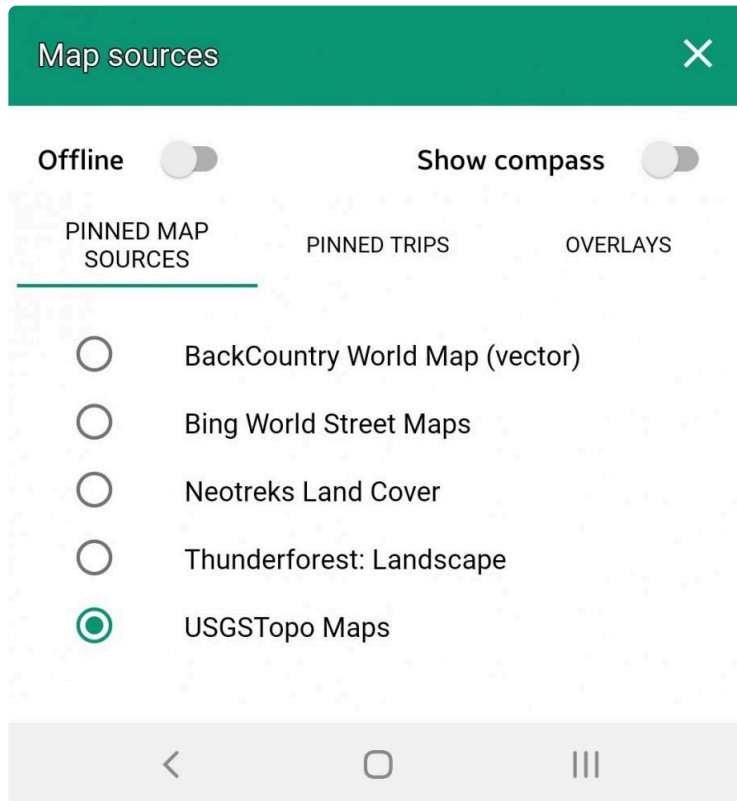 Map sources
Offline
Show compass
PINNED MAP
SOURCES
PINNED TRIPS
OVERLAYS
BackCountry World Map (vector)
Bing World Street Maps
Neotreks Land Cover
Thunderforest: Landscape
USGSTopo Maps